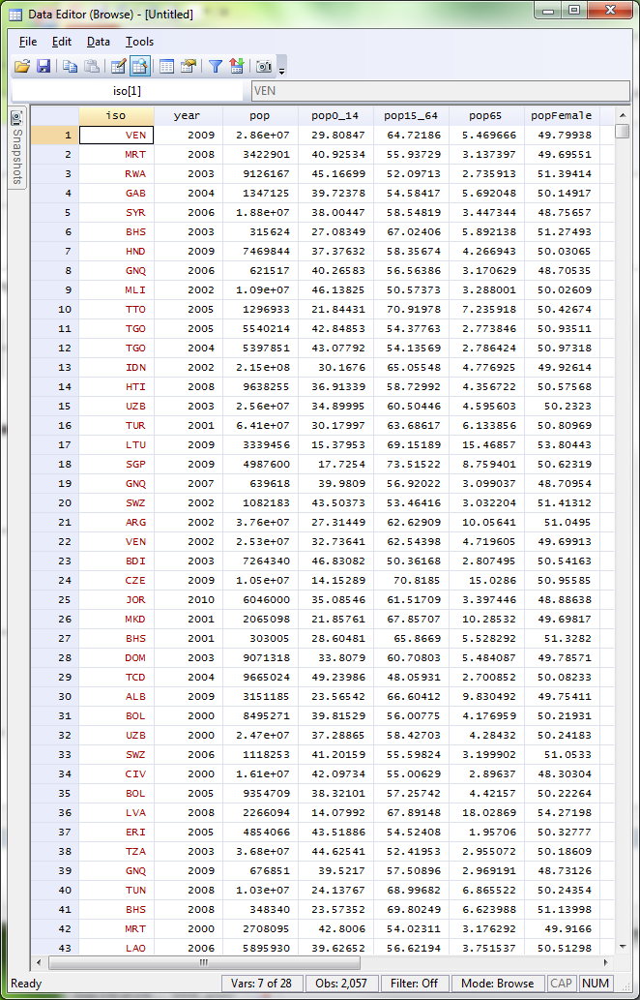 Data Editor (Browse) - [Untitled]
File Edit Data Tools
iso[1] VEN
Snapshots
iso year pop pop0_14 pop15_64 pop65 popFemale
1 VEN 2009 2.86e+07 29.80847 64.72186 5.469666 49.79938
2 MRT 2008 3422901 40.92534 55.93729 3.137397 49.69551
3 RWA 2003 9126167 45.16699 52.09713 2.735913 51.39414
4 GAB 2004 1347125 39.72378 54.58417 5.692048 50.14917
5 SYR 2006 1.88e+07 38.00447 58.54819 3.447344 48.75657
6 BHS 2003 315624 27.08349 67.02406 5.892138 51.27493
7 HND 2009 7469844 37.37632 58.35674 4.266943 50.03065
8 GNQ 2006 621517 40.26583 56.56386 3.170629 48.70535
9 MLI 2002 1.09e+07 46.13825 50.57373 3.288001 50.02609
10 TTO 2005 1296933 21.84431 70.91978 7.235918 50.42674
11 TGO 2005 5540214 42.84853 54.37763 2.773846 50.93511
12 TGO 2004 5397851 43.07792 54.13569 2.786424 50.97318
13 IDN 2002 2.15e+08 30.1676 65.05548 4.776925 49.92614
14 HTI 2008 9638255 36.91339 58.72992 4.356722 50.57568
15 UZB 2003 2.56e+07 34.89995 60.50446 4.595603 50.2323
16 TUR 2001 6.41e+07 30.17997 63.68617 6.133856 50.80969
17 LTU 2009 3339456 15.37953 69.15189 15.46857 53.80443
18 SGP 2009 4987600 17.7254 73.51522 8.759401 50.62319
19 GNQ 2007 639618 39.9809 56.92022 3.099037 48.70954
20 SWZ 2002 1082183 43.50373 53.46416 3.032204 51.41312
21 ARG 2002 3.76e+07 27.31449 62.62909 10.05641 51.0495
22 VEN 2002 2.53e+07 32.73641 62.54398 4.719605 49.69913
23 BDI 2003 7264340 46.83082 50.36168 2.807495 50.54163
24 CZE 2009 1.05e+07 14.15289 70.8185 15.0286 50.95585
25 JOR 2010 6046000 35.08546 61.51709 3.397446 48.88638
26 MKD 2001 2065098 21.85761 67.85707 10.28532 49.69817
27 BHS 2001 303005 28.60481 65.8669 5.528292 51.3282
28 DOM 2003 9071318 33.8079 60.70803 5.484087 49.78571
29 TCD 2004 9665024 49.23986 48.05931 2.700852 50.08233
30 ALB 2009 3151185 23.56542 66.60412 9.830492 49.75411
31 BOL 2000 8495271 39.81529 56.00775 4.176959 50.21931
32 UZB 2000 2.47e+07 37.28865 58.42703 4.28432 50.24183
33 SWZ 2006 1118253 41.20159 55.59824 3.199902 51.0533
34 CIV 2000 1.61e+07 42.09734 55.00629 2.89637 48.30304
35 BOL 2005 9354709 38.32101 57.25742 4.42157 50.22264
36 LVA 2008 2266094 14.07992 67.89148 18.02869 54.27198
37 ERI 2005 4854066 43.51886 54.52408 1.95706 50.32777
38 TZA 2003 3.68e+07 44.62541 52.41953 2.955072 50.18609
39 GNQ 2009 676851 39.5217 57.50896 2.969191 48.73126
40 TUN 2008 1.03e+07 24.13767 68.99682 6.865522 50.24354
41 BHS 2008 348340 23.57352 69.80249 6.623988 51.13998
42 MRT 2000 2708095 42.8006 54.02311 3.176292 49.9166
43 LAO 2006 5895930 39.62652 56.62194 3.751537 50.51298
Ready Vars: 7 of 28 Obs: 2,057 Filter: Off Mode: Browse CAP NUM